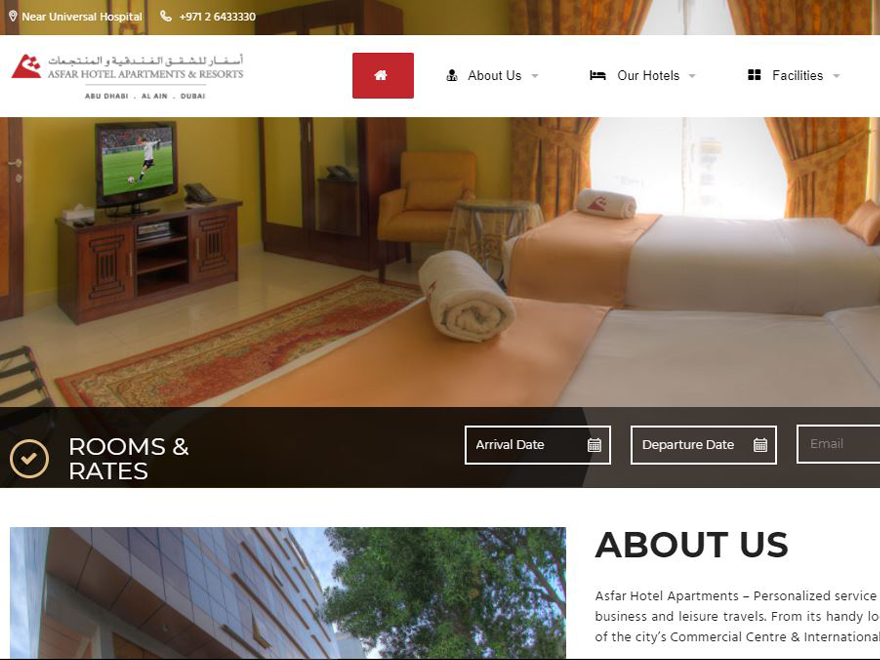 Near Universal Hospital +971 2 6433330
أسفار للشقق الفندقية و المنتجعات
ASFAR HOTEL APARTMENTS & RESORTS
ABU DHABI . AL AIN . DUBAI
About Us Our Hotels Facilities
ROOMS &
RATES
Arrival Date Departure Date Email
ABOUT US
Asfar Hotel Apartments – Personalized service
business and leisure travels. From its handy lo
of the city's Commercial Centre & International